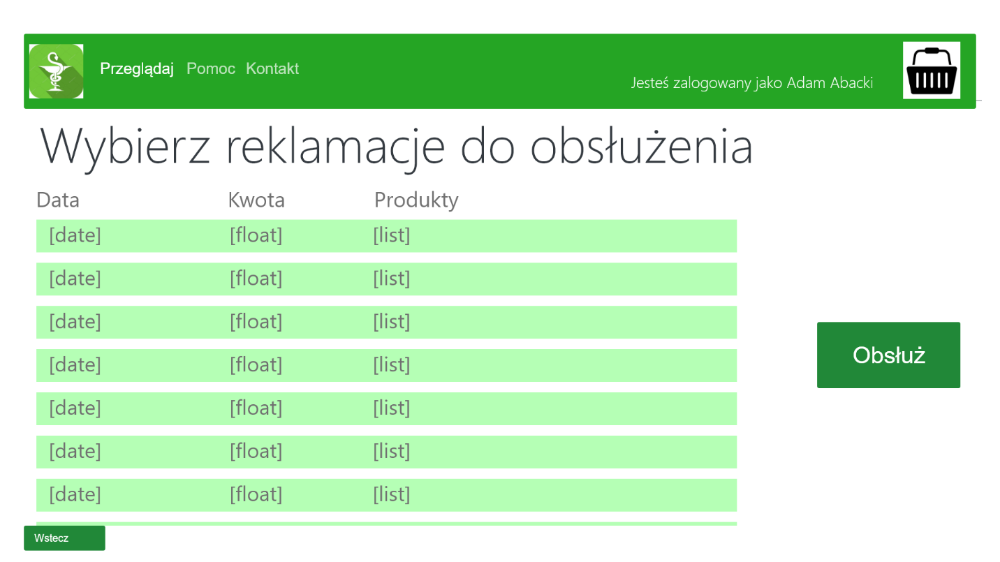 Przeglądaj Pomoc Kontakt
Jesteś zalogowany jako Adam Abacki
Wybierz reklamacje do obsłużenia
Data Kwota Produkty
[date] [float] [list]
[date] [float] [list]
[date] [float] [list]
[date] [float] [list]
[date] [float] [list]
[date] [float] [list]
[date] [float] [list]
Obsłuż
Wstecz